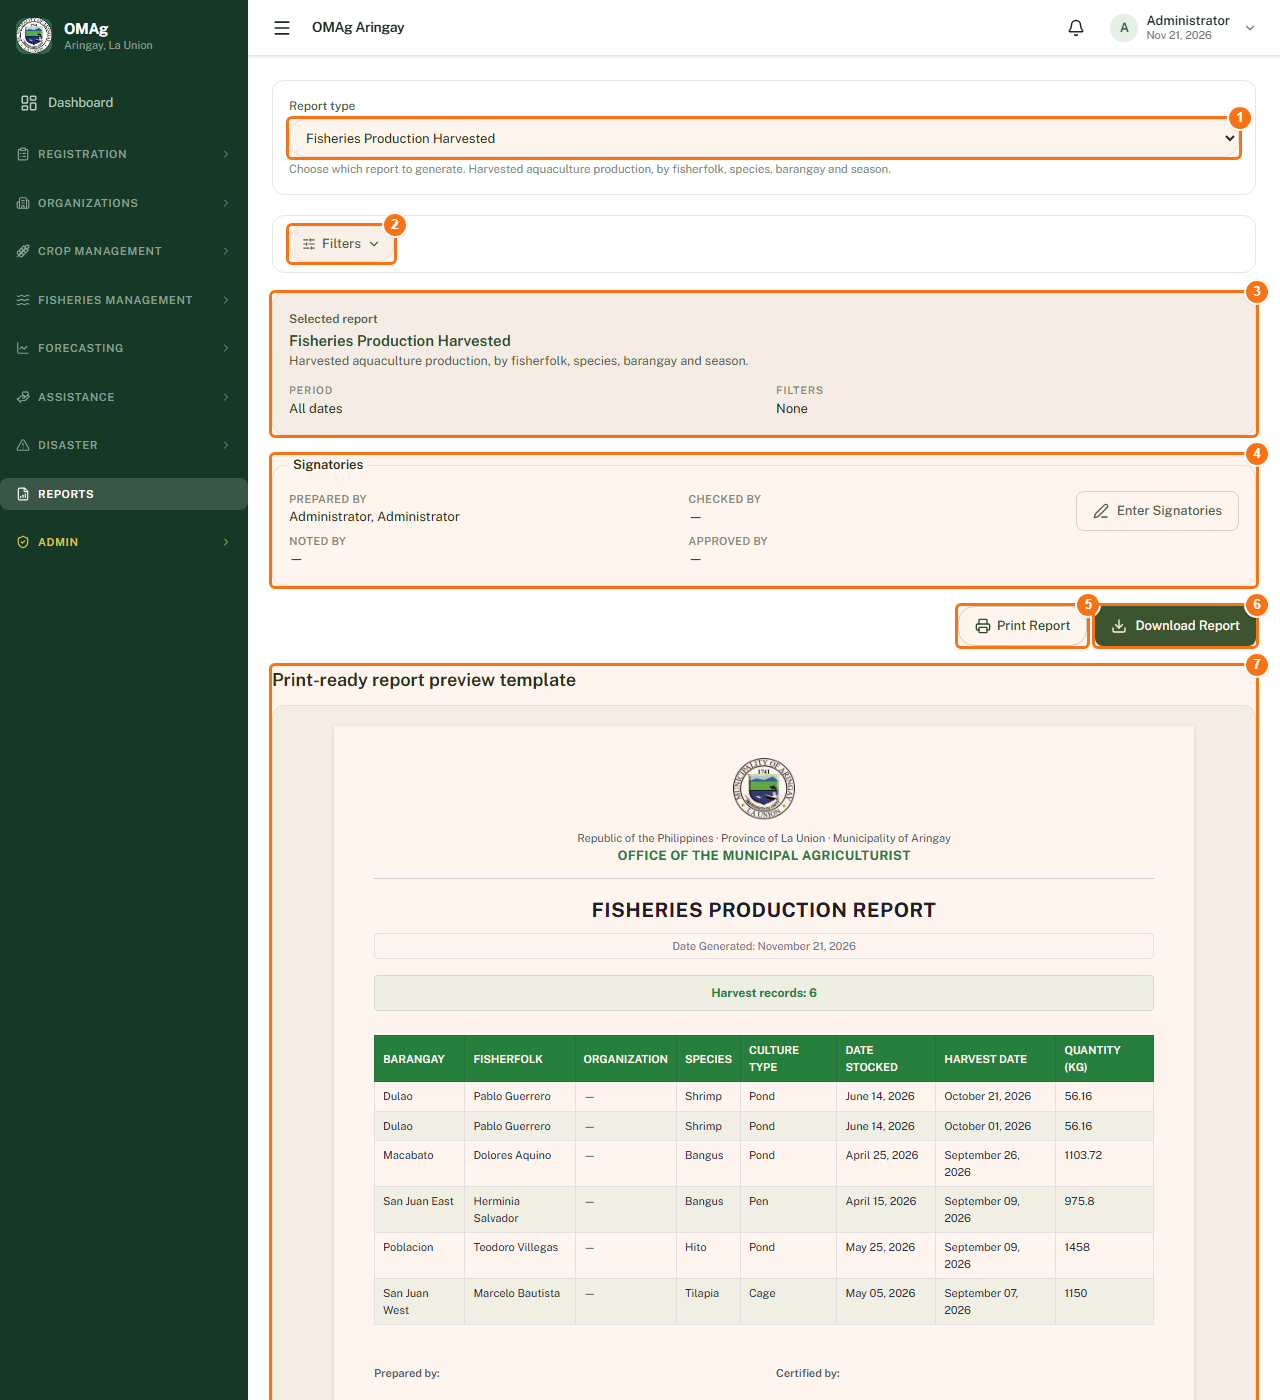 OMAg
Aringay, La Union
Dashboard
REGISTRATION
ORGANIZATIONS
CROP MANAGEMENT
FISHERIES MANAGEMENT
FORECASTING
ASSISTANCE
DISASTER
REPORTS
ADMIN
OMAg Aringay
A
Administrator
Nov 21, 2026
Report type
1
Fisheries Production Harvested
Choose which report to generate. Harvested aquaculture production, by fisherfolk, species, barangay and season.
2
Filters
3
Selected report
Fisheries Production Harvested
Harvested aquaculture production, by fisherfolk, species, barangay and season.
PERIOD
All dates
FILTERS
None
4
Signatories
PREPARED BY
Administrator, Administrator
CHECKED BY
—
NOTED BY
—
APPROVED BY
—
Enter Signatories
5
Print Report
6
Download Report
7
Print-ready report preview template
MUNICIPALITY OF ARINGAY
1741
LA UNION
Republic of the Philippines · Province of La Union · Municipality of Aringay
OFFICE OF THE MUNICIPAL AGRICULTURIST
FISHERIES PRODUCTION REPORT
Date Generated: November 21, 2026
Harvest records: 6
BARANGAY FISHERFOLK ORGANIZATION SPECIES CULTURE TYPE DATE STOCKED HARVEST DATE QUANTITY (KG)
Dulao Pablo Guerrero — Shrimp Pond June 14, 2026 October 21, 2026 56.16
Dulao Pablo Guerrero — Shrimp Pond June 14, 2026 October 01, 2026 56.16
Macabato Dolores Aquino — Bangus Pond April 25, 2026 September 26, 2026 1103.72
San Juan East Herminia Salvador — Bangus Pen April 15, 2026 September 09, 2026 975.8
Poblacion Teodoro Villegas — Hito Pond May 25, 2026 September 09, 2026 1458
San Juan West Marcelo Bautista — Tilapia Cage May 05, 2026 September 07, 2026 1150
Prepared by:
Certified by: